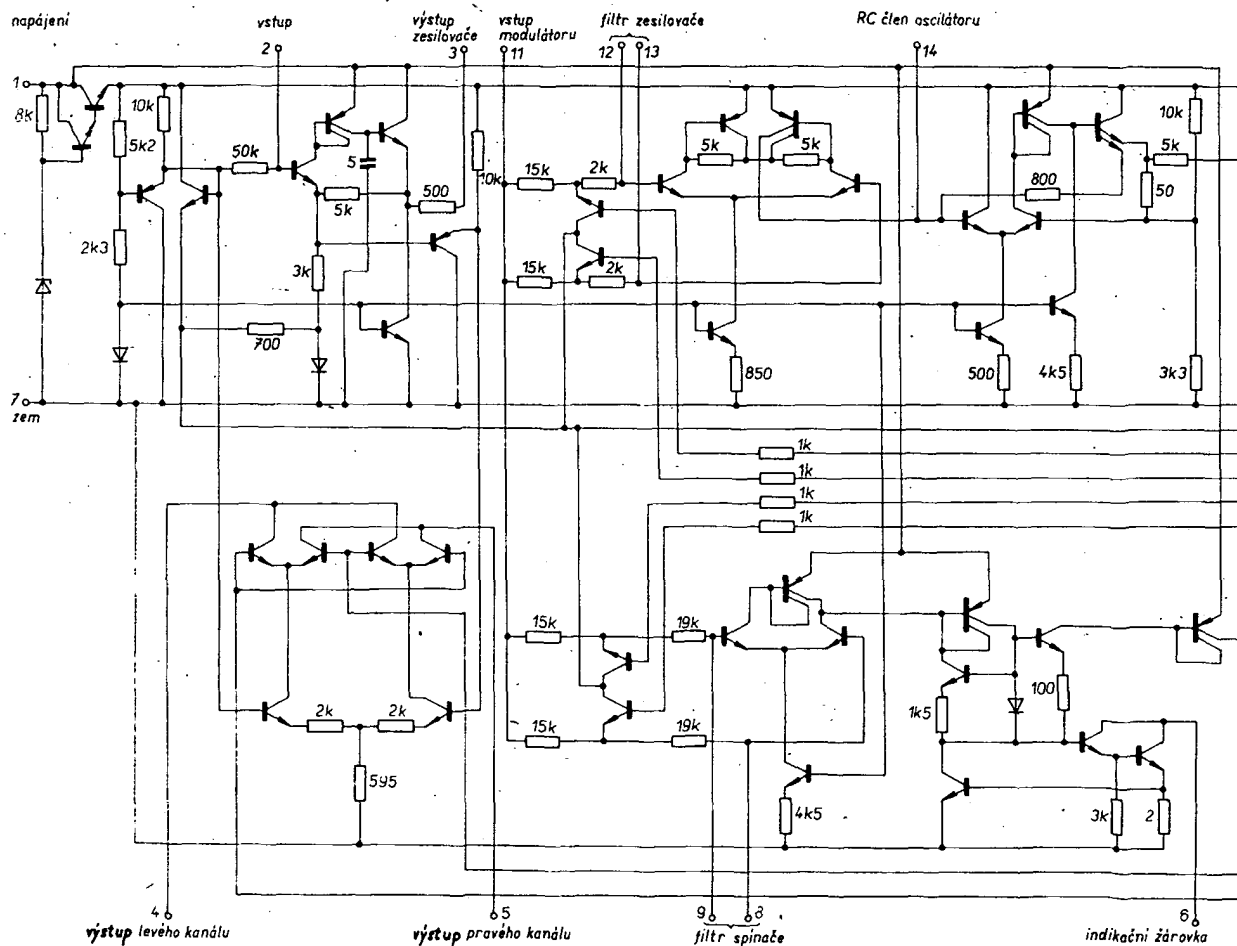 napájení
vstup
výstup
zesilovače
vstup
modulátoru
filtr zesilovače
RC člen oscilátoru
2
3
11
12
13
14
1
8k
10k
5k2
50k
5
10k
5k
5k
10k
5k
15k
2k
800
50
5k
500
2k3
3k
15k
2k
700
850
500
4k5
3k3
7
zem
1k
1k
1k
1k
15k
19k
100
2k
2k
1k5
15k
19k
595
4k5
3k
2
4
5
9
8
6
výstup levého kanálu
výstup pravého kanálu
filtr spínače
indikační žárovka